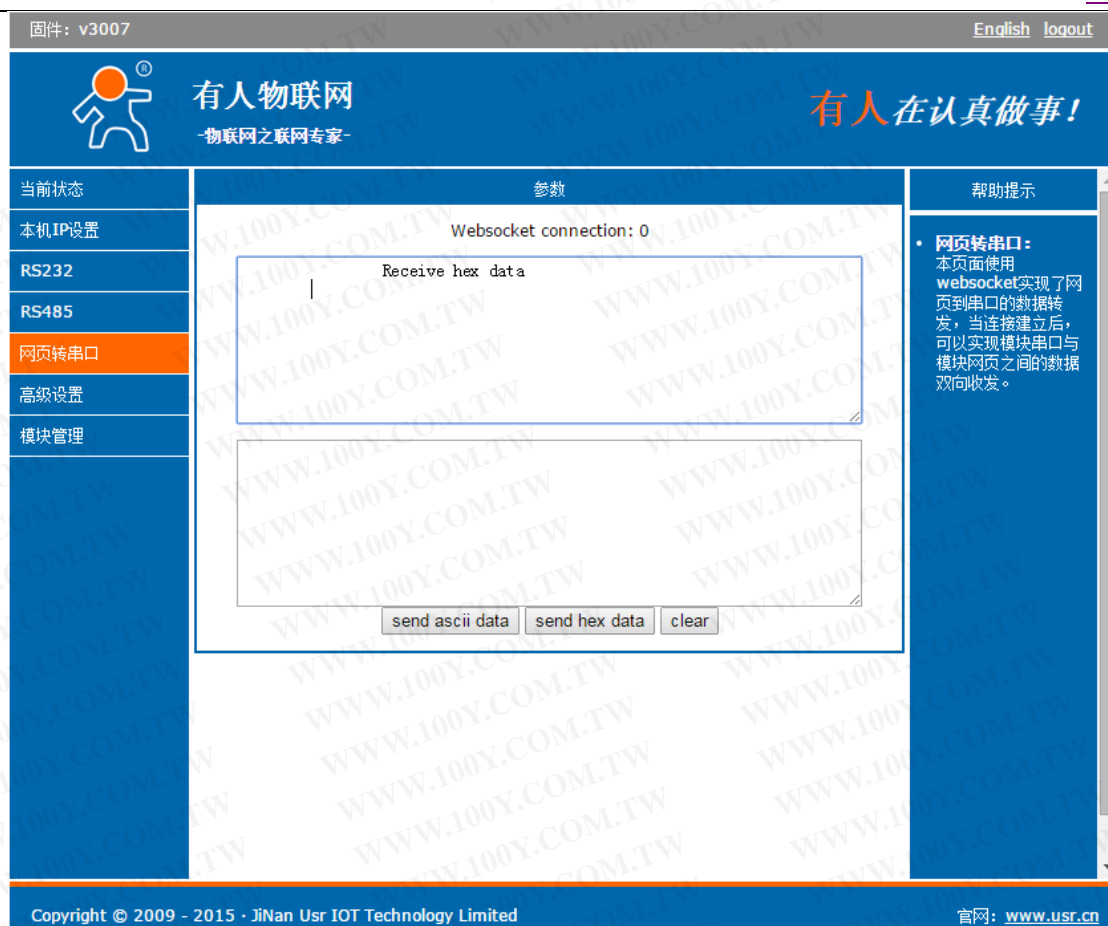 固件：v3007
English logout
有人物联网
-物联网之联网专家-
有人在认真做事!
当前状态
本机IP设置
RS232
RS485
网页转串口
高级设置
模块管理
参数
Websocket connection: 0
Receive hex data
send ascii data send hex data clear
帮助提示
• 网页转串口：
本页面使用
websocket实现了网
页到串口的数据转
发，当连接建立后，
可以实现模块串口与
模块网页之间的数据
双向收发。
Copyright © 2009 - 2015 · JiNan Usr IOT Technology Limited
官网：www.usr.cn
WWW.100Y.COM.TW